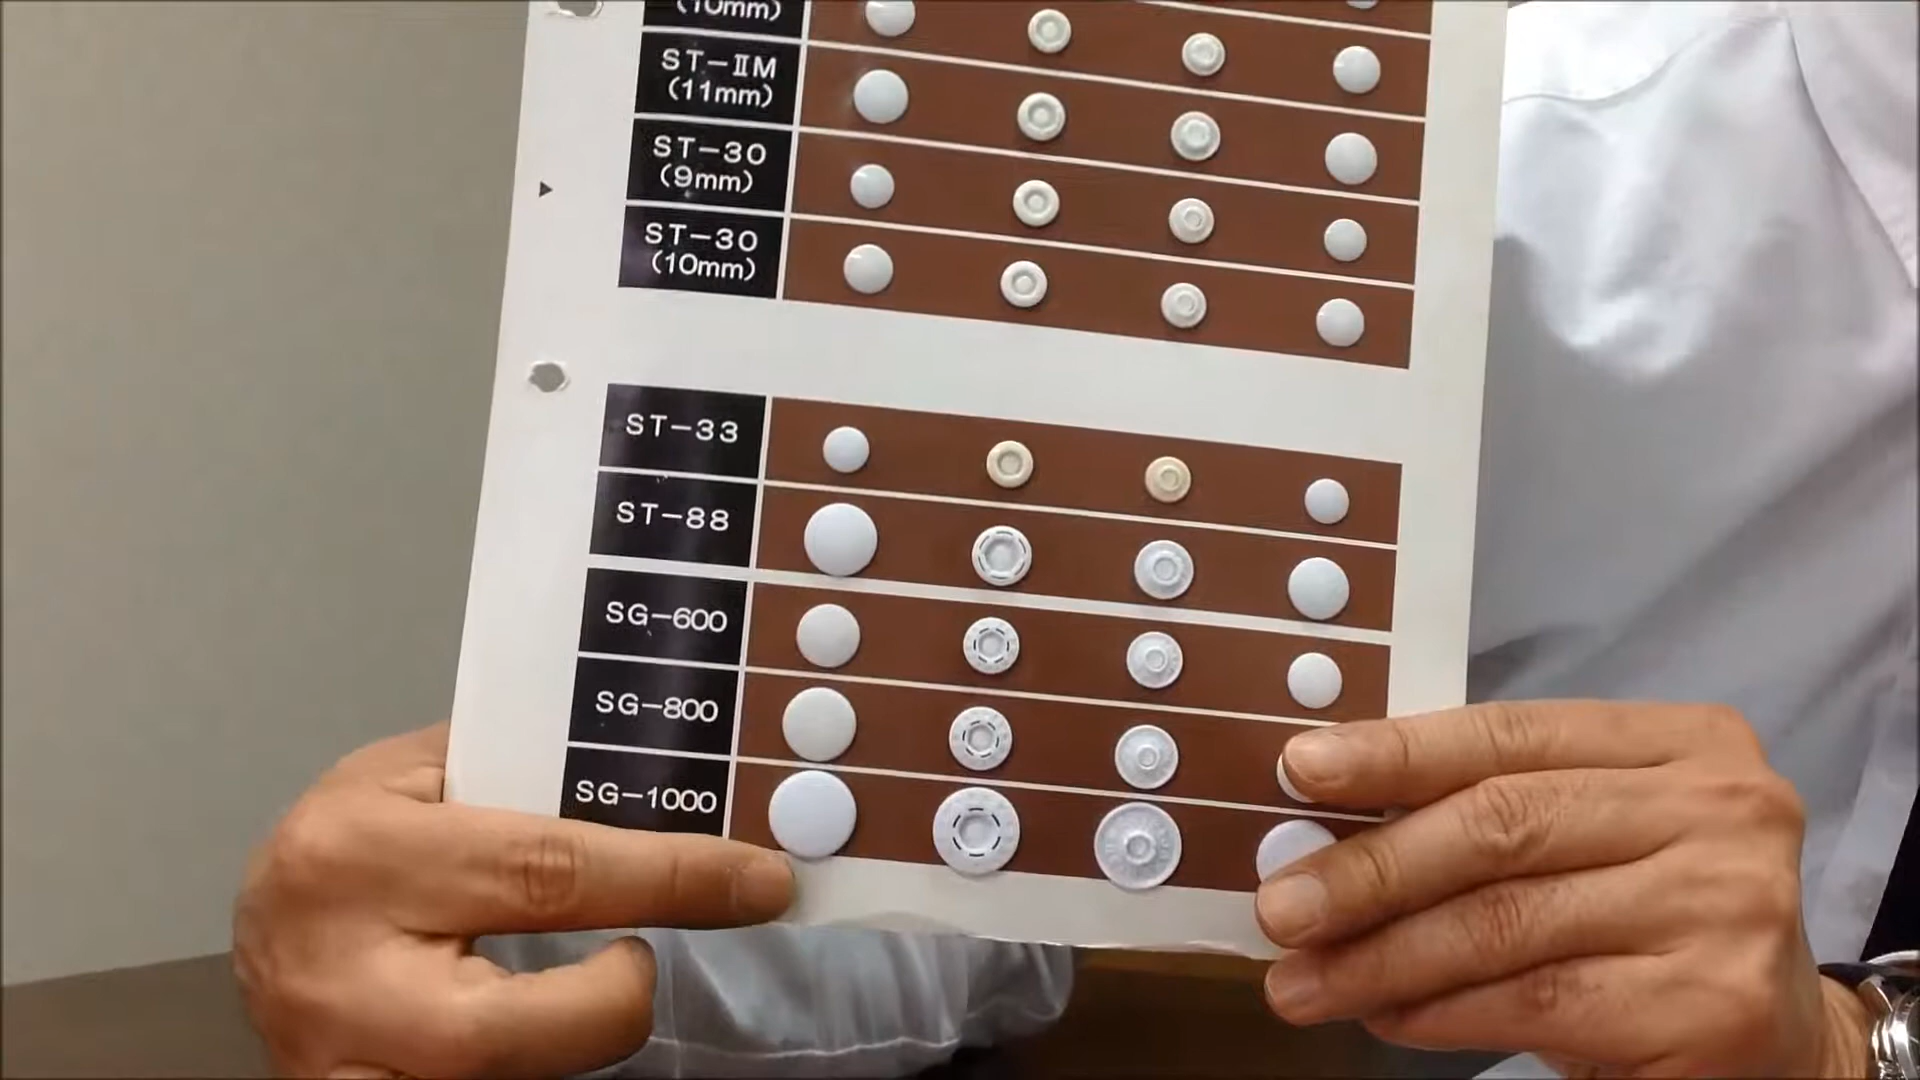 (10mm)
ST-ⅡM
(11mm)
ST-30
(9mm)
ST-30
(10mm)
ST-33
ST-88
SG-600
SG-800
SG-1000